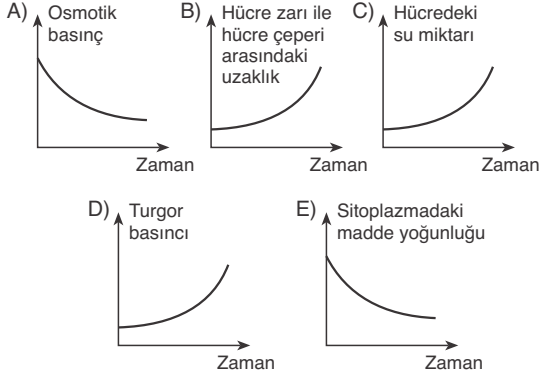 A) Osmotik
basınç
Zaman
B) Hücre zarı ile
hücre çeperi
arasındaki
uzaklık
Zaman
C) Hücredeki
su miktarı
Zaman
D) Turgor
basıncı
Zaman
E) Sitoplazmadaki
madde yoğunluğu
Zaman